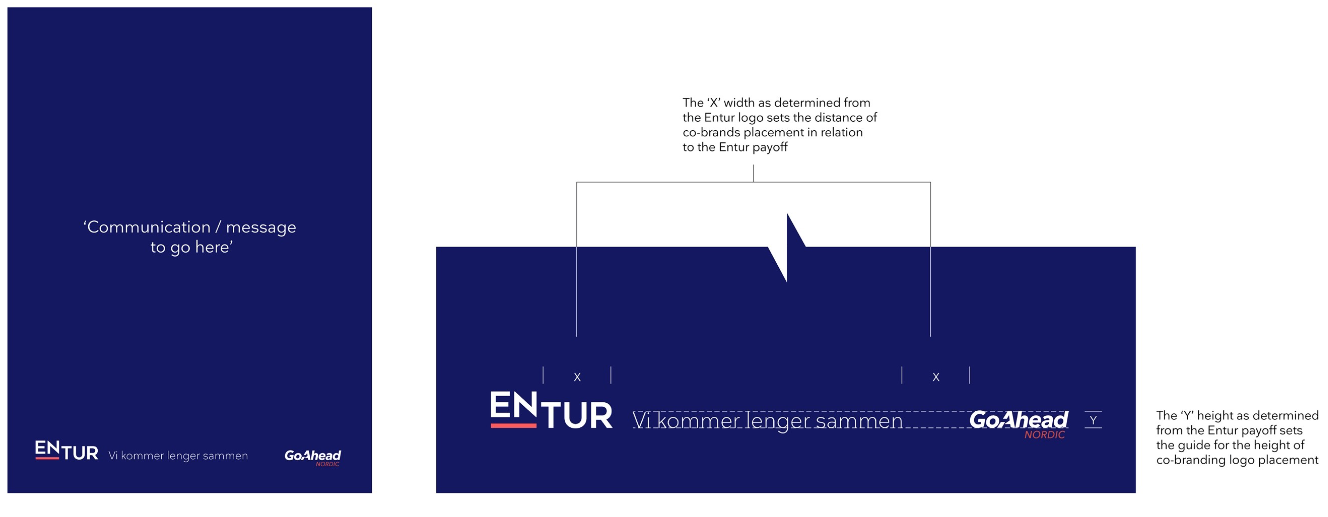 ‘Communication / message
to go here’
ENTUR Vi kommer lenger sammen
GoAhead
NORDIC
The ‘X’ width as determined from
the Entur logo sets the distance of
co-brands placement in relation
to the Entur payoff
X
X
ENTUR Vi kommer lenger sammen GoAhead Y
NORDIC
The ‘Y’ height as determined
from the Entur payoff sets
the guide for the height of
co-branding logo placement